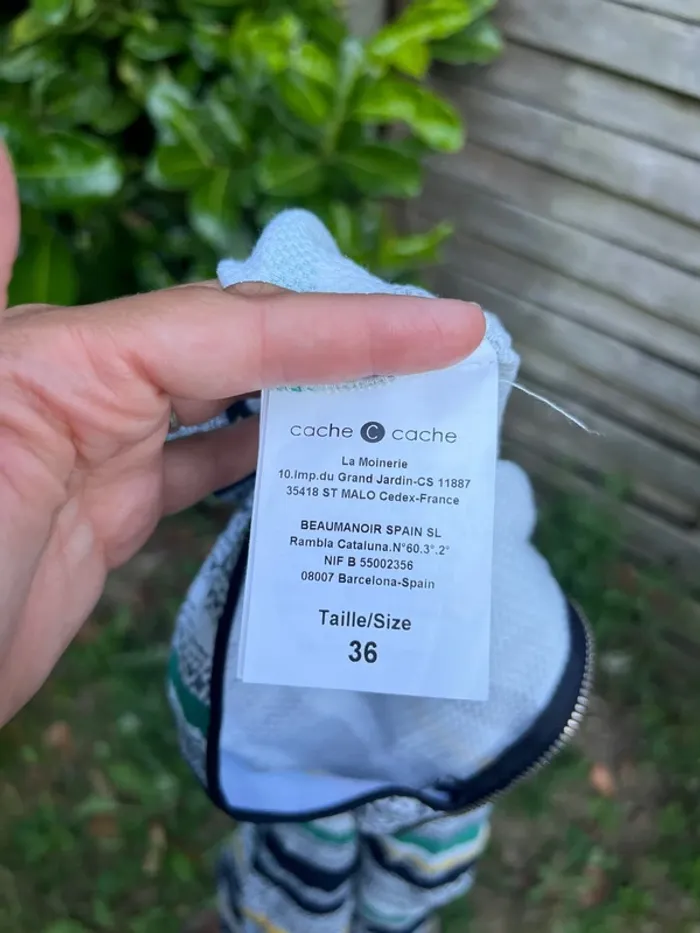 cache C cache
La Moinerie
10.Imp.du Grand Jardin-CS 11887
35418 ST MALO Cedex-France
BEAUMANOIR SPAIN SL
Rambla Cataluna.N°60.3°.2°
NIF B 55002356
08007 Barcelona-Spain
Taille/Size
36